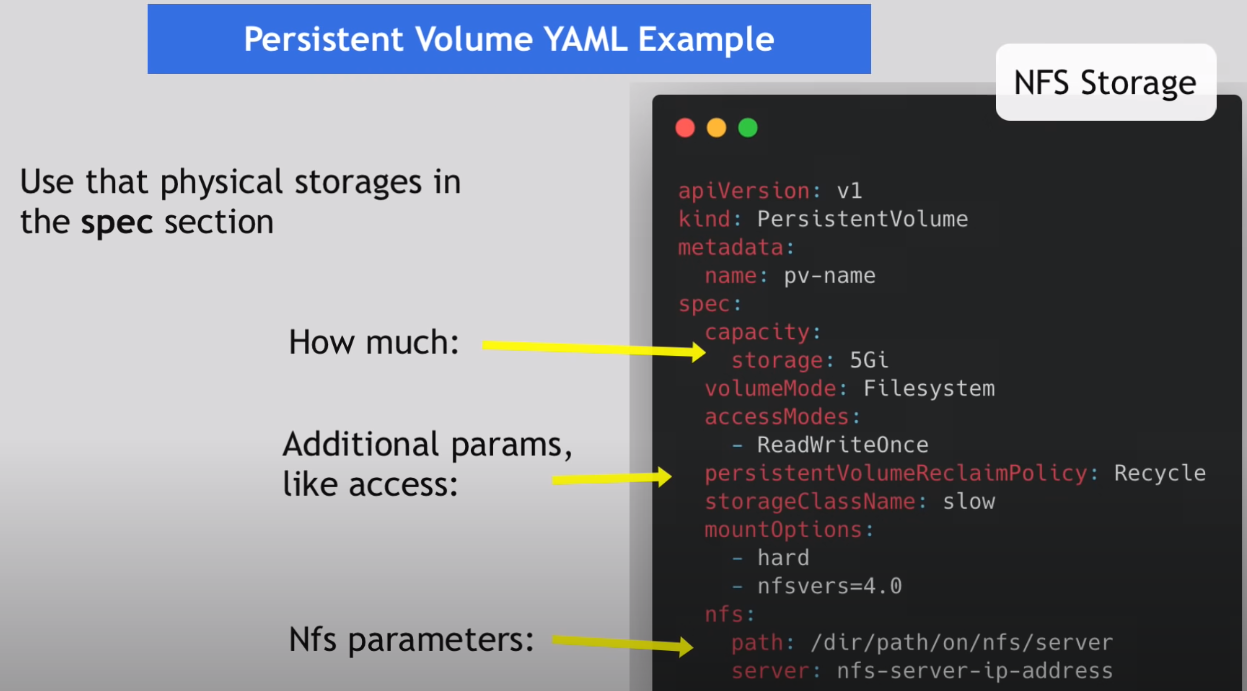 Persistent Volume YAML Example
NFS Storage
Use that physical storages in
the spec section
How much:
Additional params,
like access:
Nfs parameters:
apiVersion: v1
kind: PersistentVolume
metadata:
  name: pv-name
spec:
  capacity:
    storage: 5Gi
  volumeMode: Filesystem
  accessModes:
    - ReadWriteOnce
  persistentVolumeReclaimPolicy: Recycle
  storageClassName: slow
  mountOptions:
    - hard
    - nfsvers=4.0
  nfs:
    path: /dir/path/on/nfs/server
    server: nfs-server-ip-address